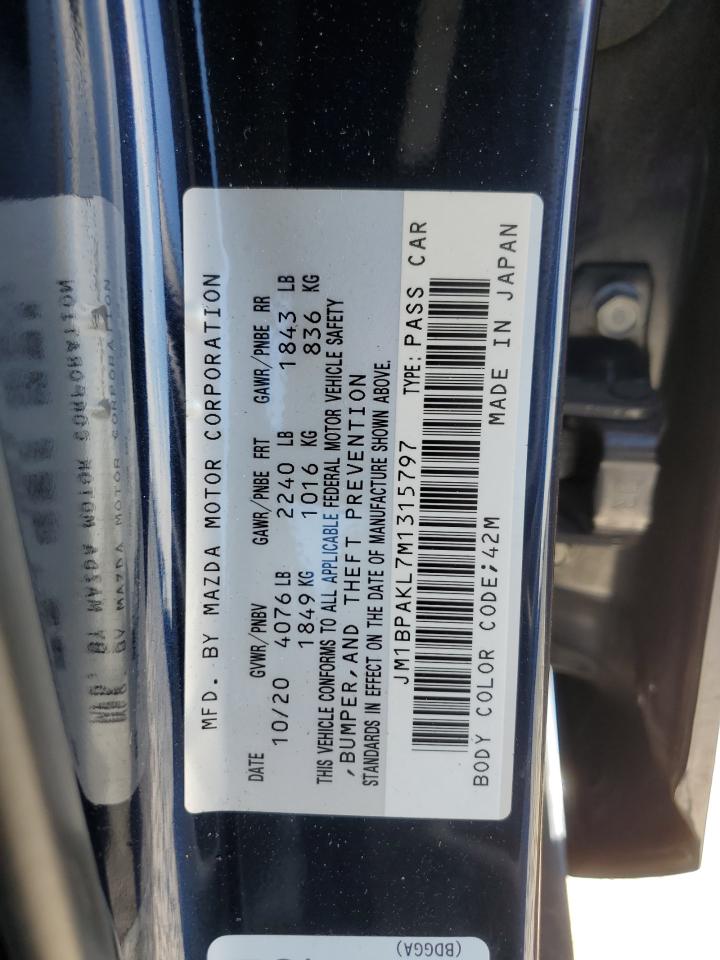 MFD. BY MAZDA MOTOR CORPORATION
DATE GVWR/PNBV GAWR/PNBE FRT GAWR/PNBE RR
10/20 4076 LB 2240 LB 1843 LB
1849 KG 1016 KG 836 KG
THIS VEHICLE CONFORMS TO ALL APPLICABLE FEDERAL MOTOR VEHICLE SAFETY
,BUMPER, AND THEFT PREVENTION
STANDARDS IN EFFECT ON THE DATE OF MANUFACTURE SHOWN ABOVE.
JM1BPAKL7M1315797 TYPE: PASS CAR
BODY COLOR CODE;42M MADE IN JAPAN
(BDGGA)